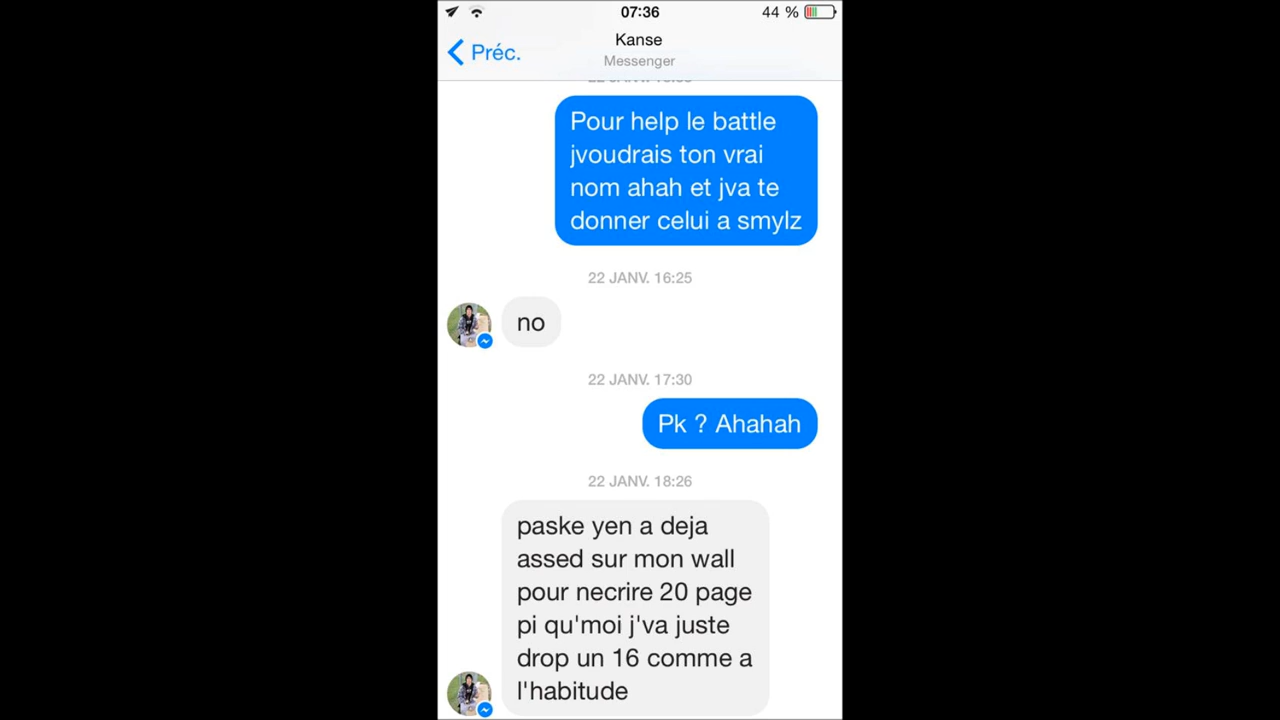 07:36
44 %
Préc.
Kanse
Messenger
Pour help le battle
jvoudrais ton vrai
nom ahah et jva te
donner celui a smylz
22 JANV. 16:25
no
22 JANV. 17:30
Pk ? Ahahah
22 JANV. 18:26
paske yen a deja
assed sur mon wall
pour necrire 20 page
pi qu'moi j'va juste
drop un 16 comme a
l'habitude